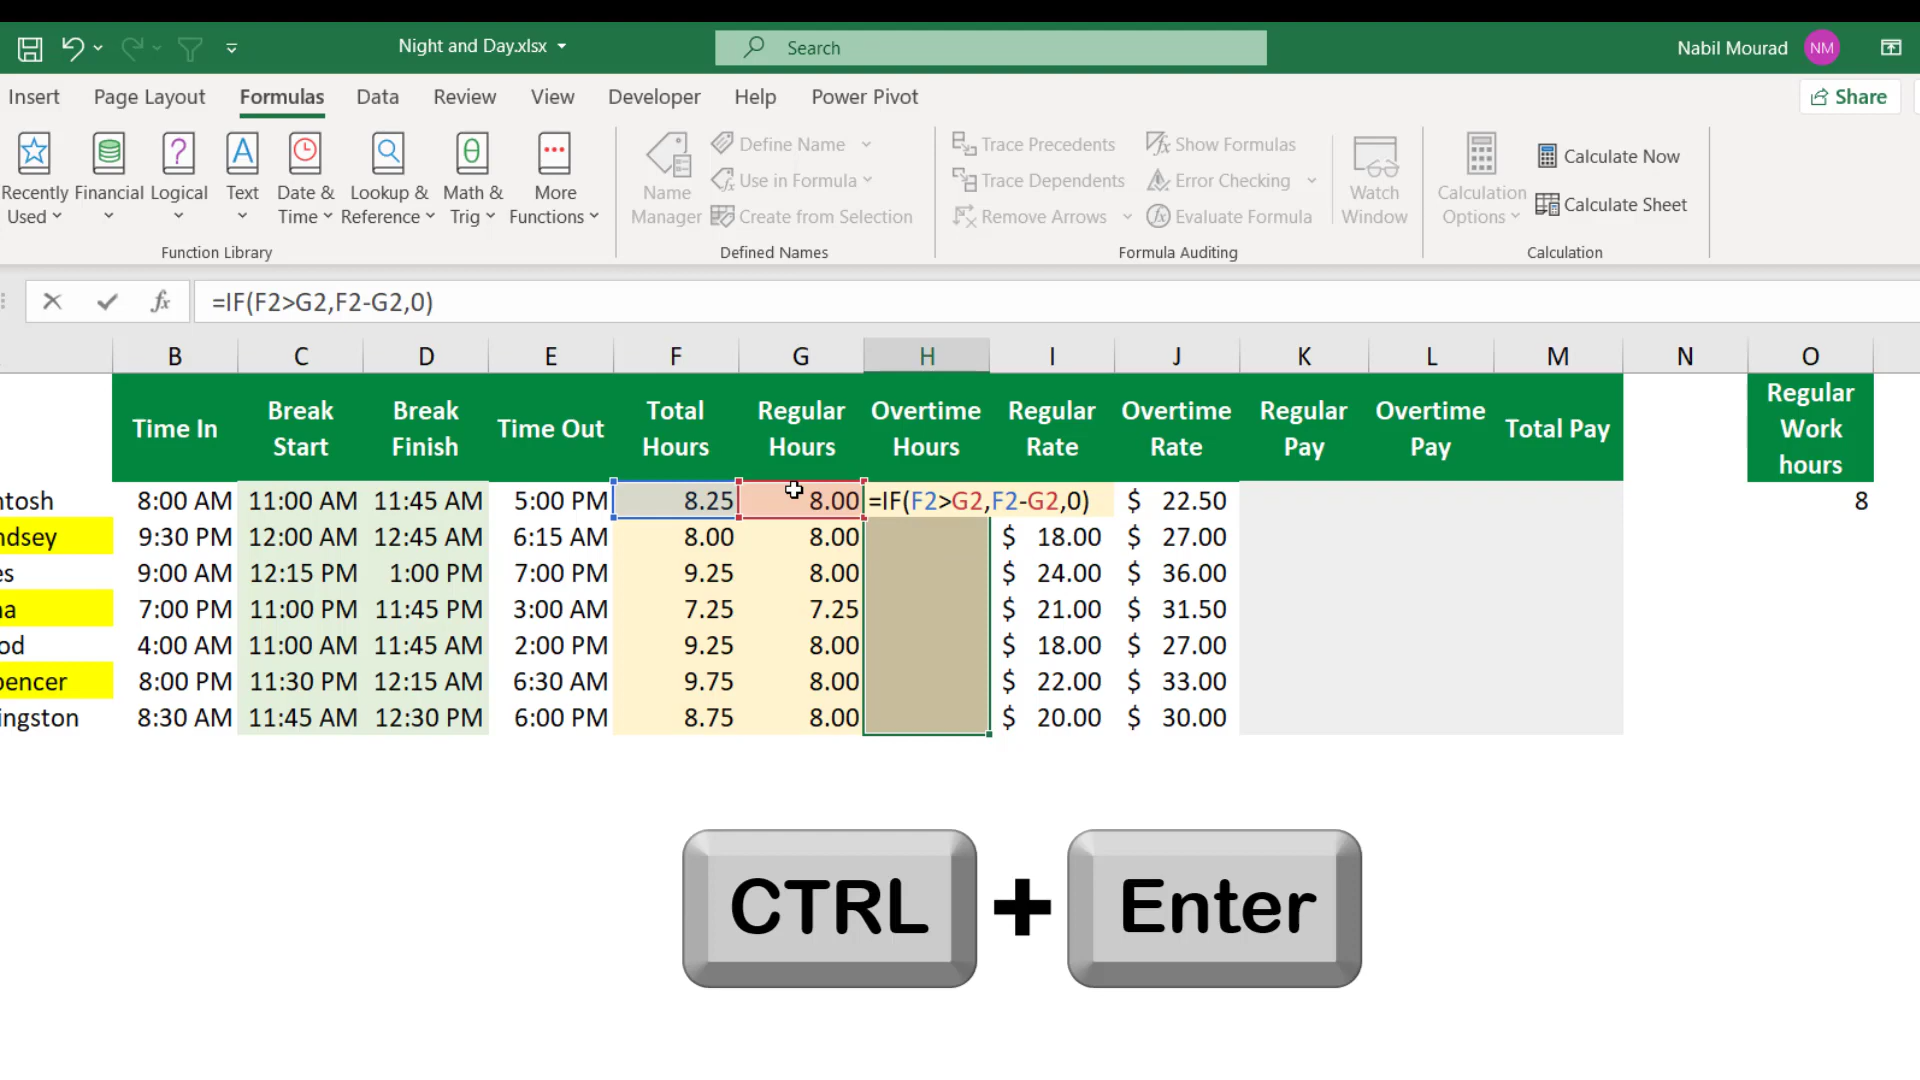 Night and Day.xlsx
Search
Nabil Mourad
NM
Insert Page Layout Formulas Data Review View Developer Help Power Pivot
Share
Recently Used
Financial
Logical
Text
Date & Time
Lookup & Reference
Math & Trig
More Functions
Function Library
Name Manager
Define Name
Use in Formula
Create from Selection
Defined Names
Trace Precedents
Trace Dependents
Remove Arrows
Show Formulas
Error Checking
Evaluate Formula
Formula Auditing
Watch Window
Calculation Options
Calculate Now
Calculate Sheet
Calculation
fx =IF(F2>G2,F2-G2,0)
B C D E F G H I J K L M N O
Time In Break Start Break Finish Time Out Total Hours Regular Hours Overtime Hours Regular Rate Overtime Rate Regular Pay Overtime Pay Total Pay Regular Work hours
ntosh 8:00 AM 11:00 AM 11:45 AM 5:00 PM 8.25 8.00 =IF(F2>G2,F2-G2,0) $ 22.50 8
ndsey 9:30 PM 12:00 AM 12:45 AM 6:15 AM 8.00 8.00 $ 18.00 $ 27.00
es 9:00 AM 12:15 PM 1:00 PM 7:00 PM 9.25 8.00 $ 24.00 $ 36.00
na 7:00 PM 11:00 PM 11:45 PM 3:00 AM 7.25 7.25 $ 21.00 $ 31.50
od 4:00 AM 11:00 AM 11:45 AM 2:00 PM 9.25 8.00 $ 18.00 $ 27.00
pencer 8:00 PM 11:30 PM 12:15 AM 6:30 AM 9.75 8.00 $ 22.00 $ 33.00
ingston 8:30 AM 11:45 AM 12:30 PM 6:00 PM 8.75 8.00 $ 20.00 $ 30.00
CTRL + Enter